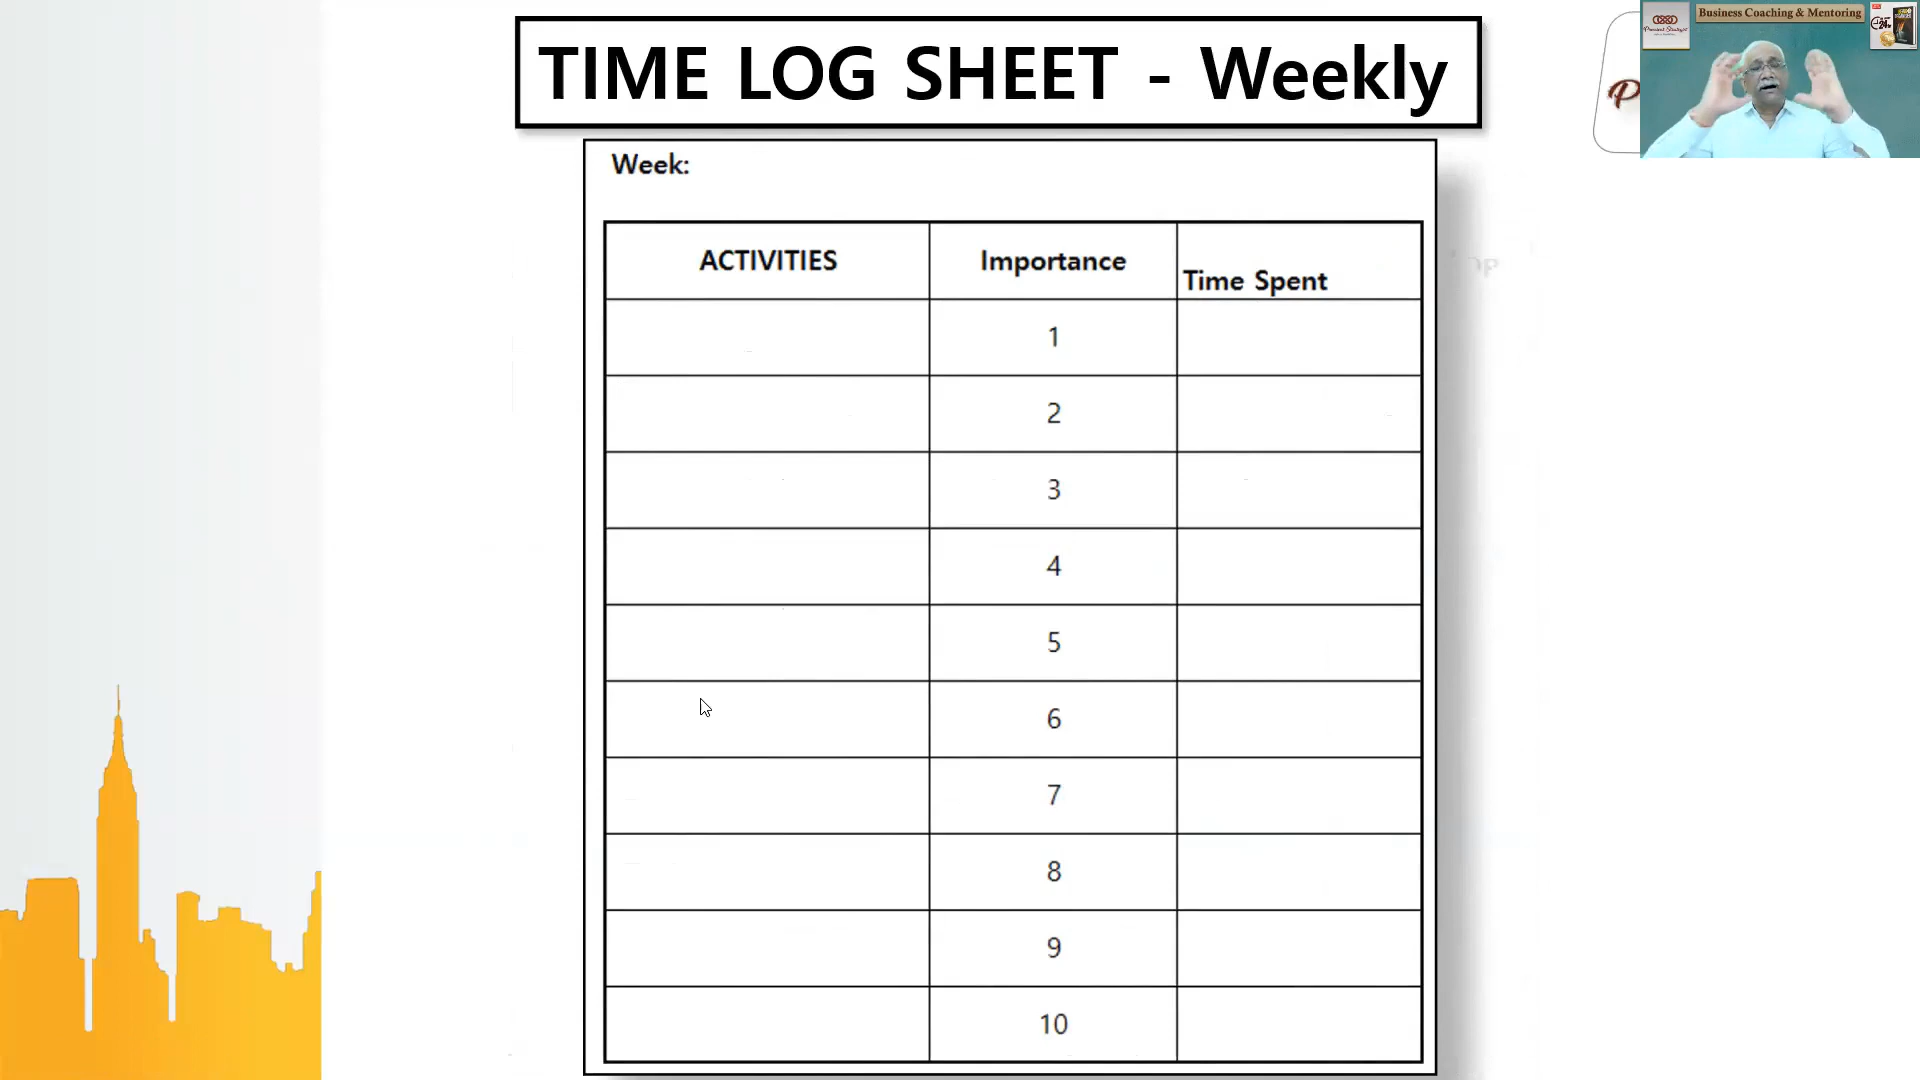 TIME LOG SHEET - Weekly
Business Coaching & Mentoring
Week:
ACTIVITIES Importance Time Spent
1
2
3
4
5
6
7
8
9
10